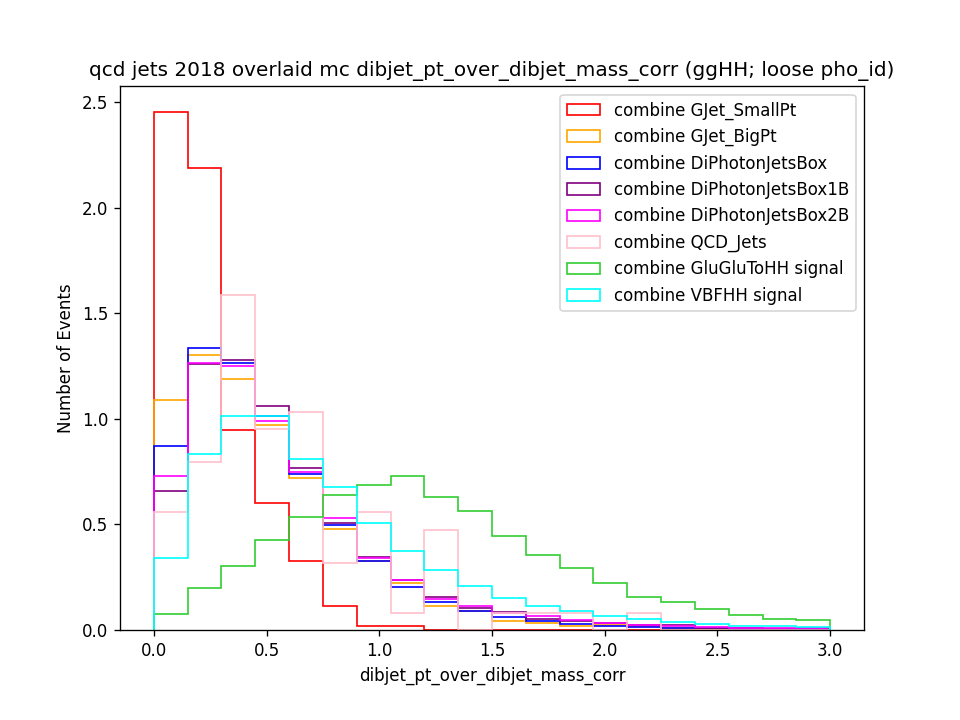 qcd jets 2018 overlaid mc dibjet_pt_over_dibjet_mass_corr (ggHH; loose pho_id)
2.5
2.0
1.5
1.0
0.5
0.0
Number of Events
combine GJet_SmallPt
combine GJet_BigPt
combine DiPhotonJetsBox
combine DiPhotonJetsBox1B
combine DiPhotonJetsBox2B
combine QCD_Jets
combine GluGluToHH signal
combine VBFHH signal
0.0 0.5 1.0 1.5 2.0 2.5 3.0
dibjet_pt_over_dibjet_mass_corr